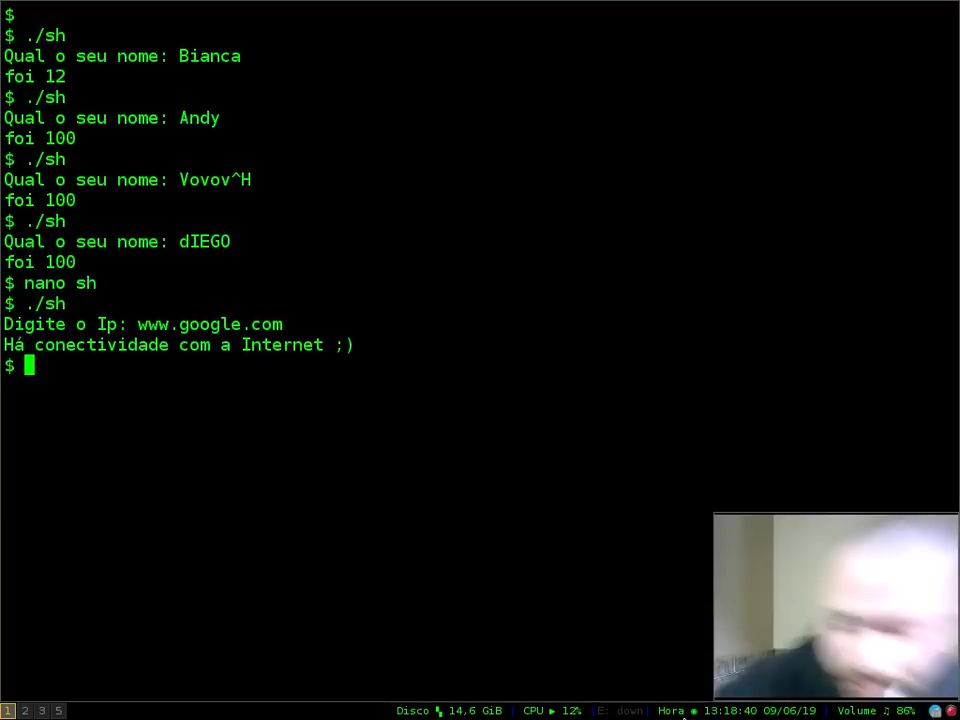 $
$ ./sh
Qual o seu nome: Bianca
foi 12
$ ./sh
Qual o seu nome: Andy
foi 100
$ ./sh
Qual o seu nome: Vovov^H
foi 100
$ ./sh
Qual o seu nome: dIEGO
foi 100
$ nano sh
$ ./sh
Digite o Ip: www.google.com
Há conectividade com a Internet ;)
$
1 2 3 5 Disco 14,6 GiB | CPU ▶ 12% | E: down | Hora ◉ 13:18:40 09/06/19 | Volume ♫ 86%